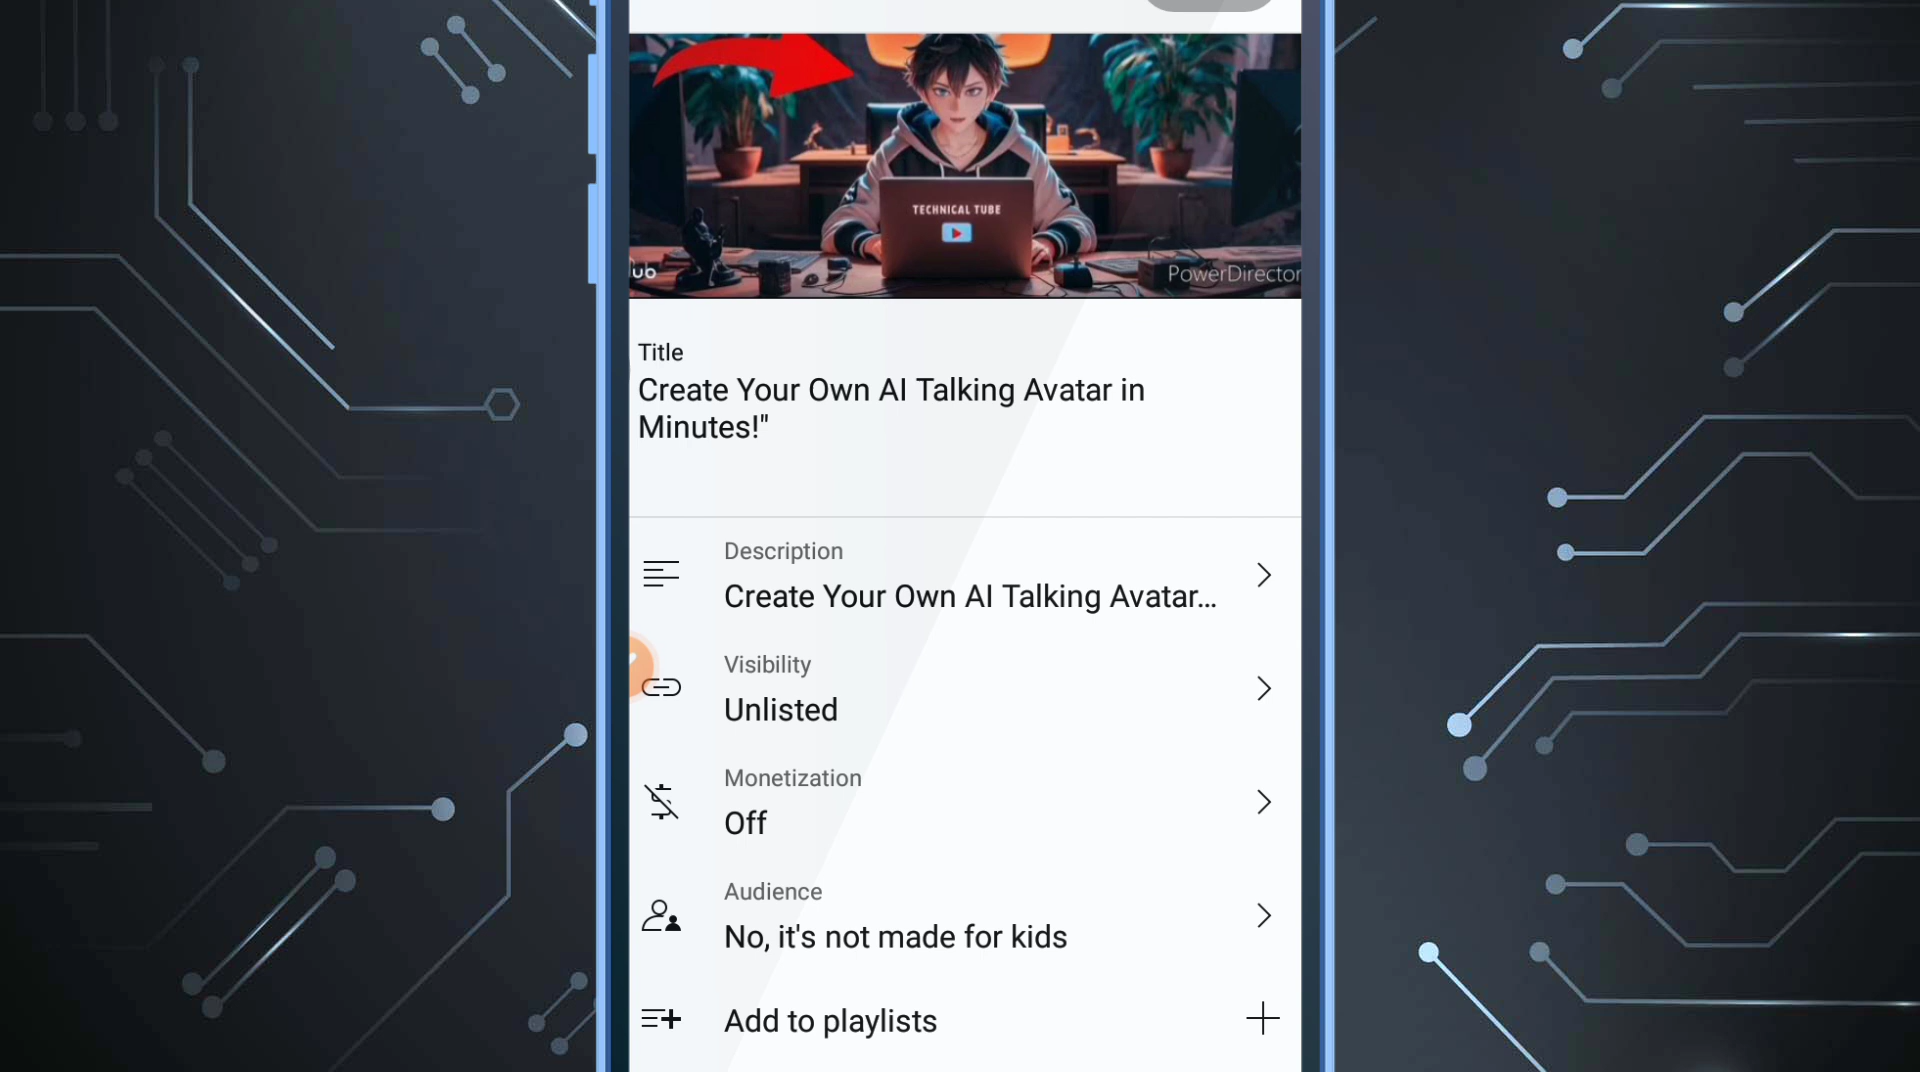 TECHNICAL TUBE
ub
PowerDirector
Title
Create Your Own AI Talking Avatar in
Minutes!"
Description
Create Your Own AI Talking Avatar...
Visibility
Unlisted
Monetization
Off
Audience
No, it's not made for kids
Add to playlists